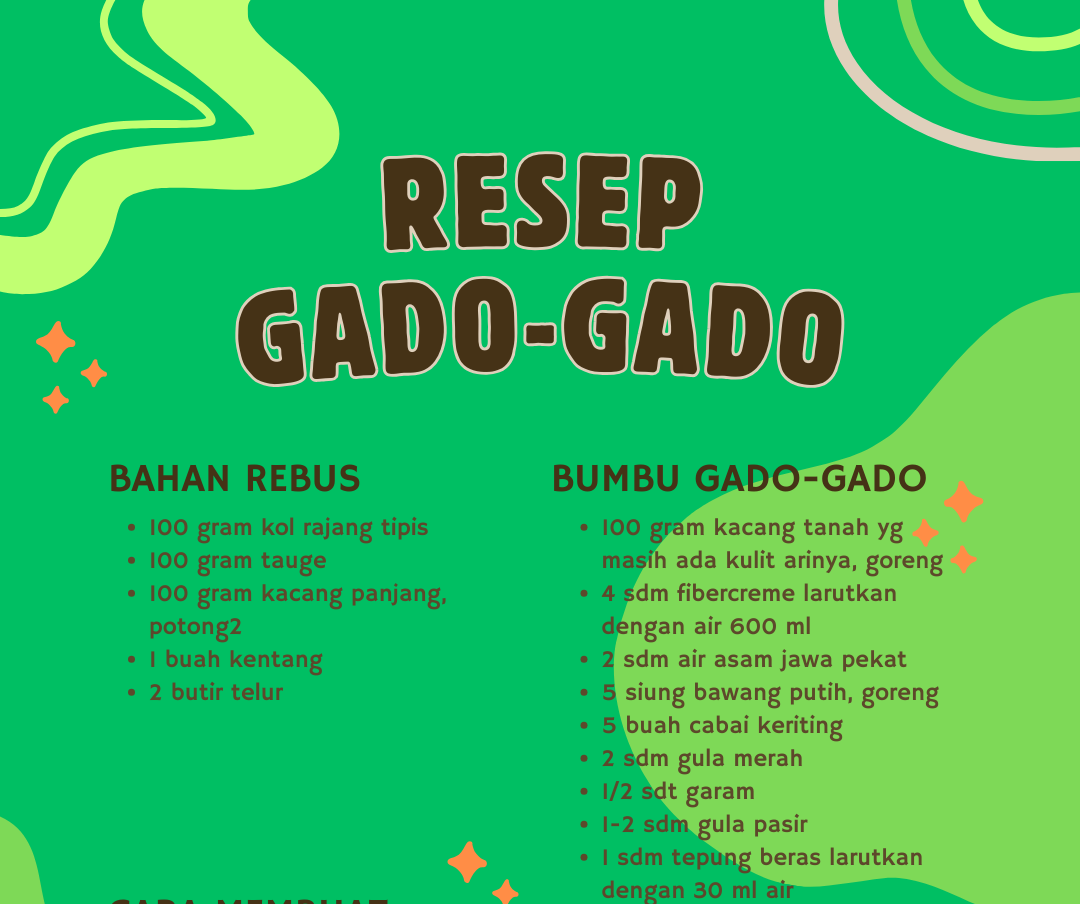 RESEP
GADO-GADO
BAHAN REBUS
• 100 gram kol rajang tipis
• 100 gram tauge
• 100 gram kacang panjang,
potong2
• 1 buah kentang
• 2 butir telur
BUMBU GADO-GADO
• 100 gram kacang tanah yg
masih ada kulit arinya, goreng
• 4 sdm fibercreme larutkan
dengan air 600 ml
• 2 sdm air asam jawa pekat
• 5 siung bawang putih, goreng
• 5 buah cabai keriting
• 2 sdm gula merah
• 1/2 sdt garam
• 1-2 sdm gula pasir
• 1 sdm tepung beras larutkan
dengan 30 ml air
CARA MEMBUAT